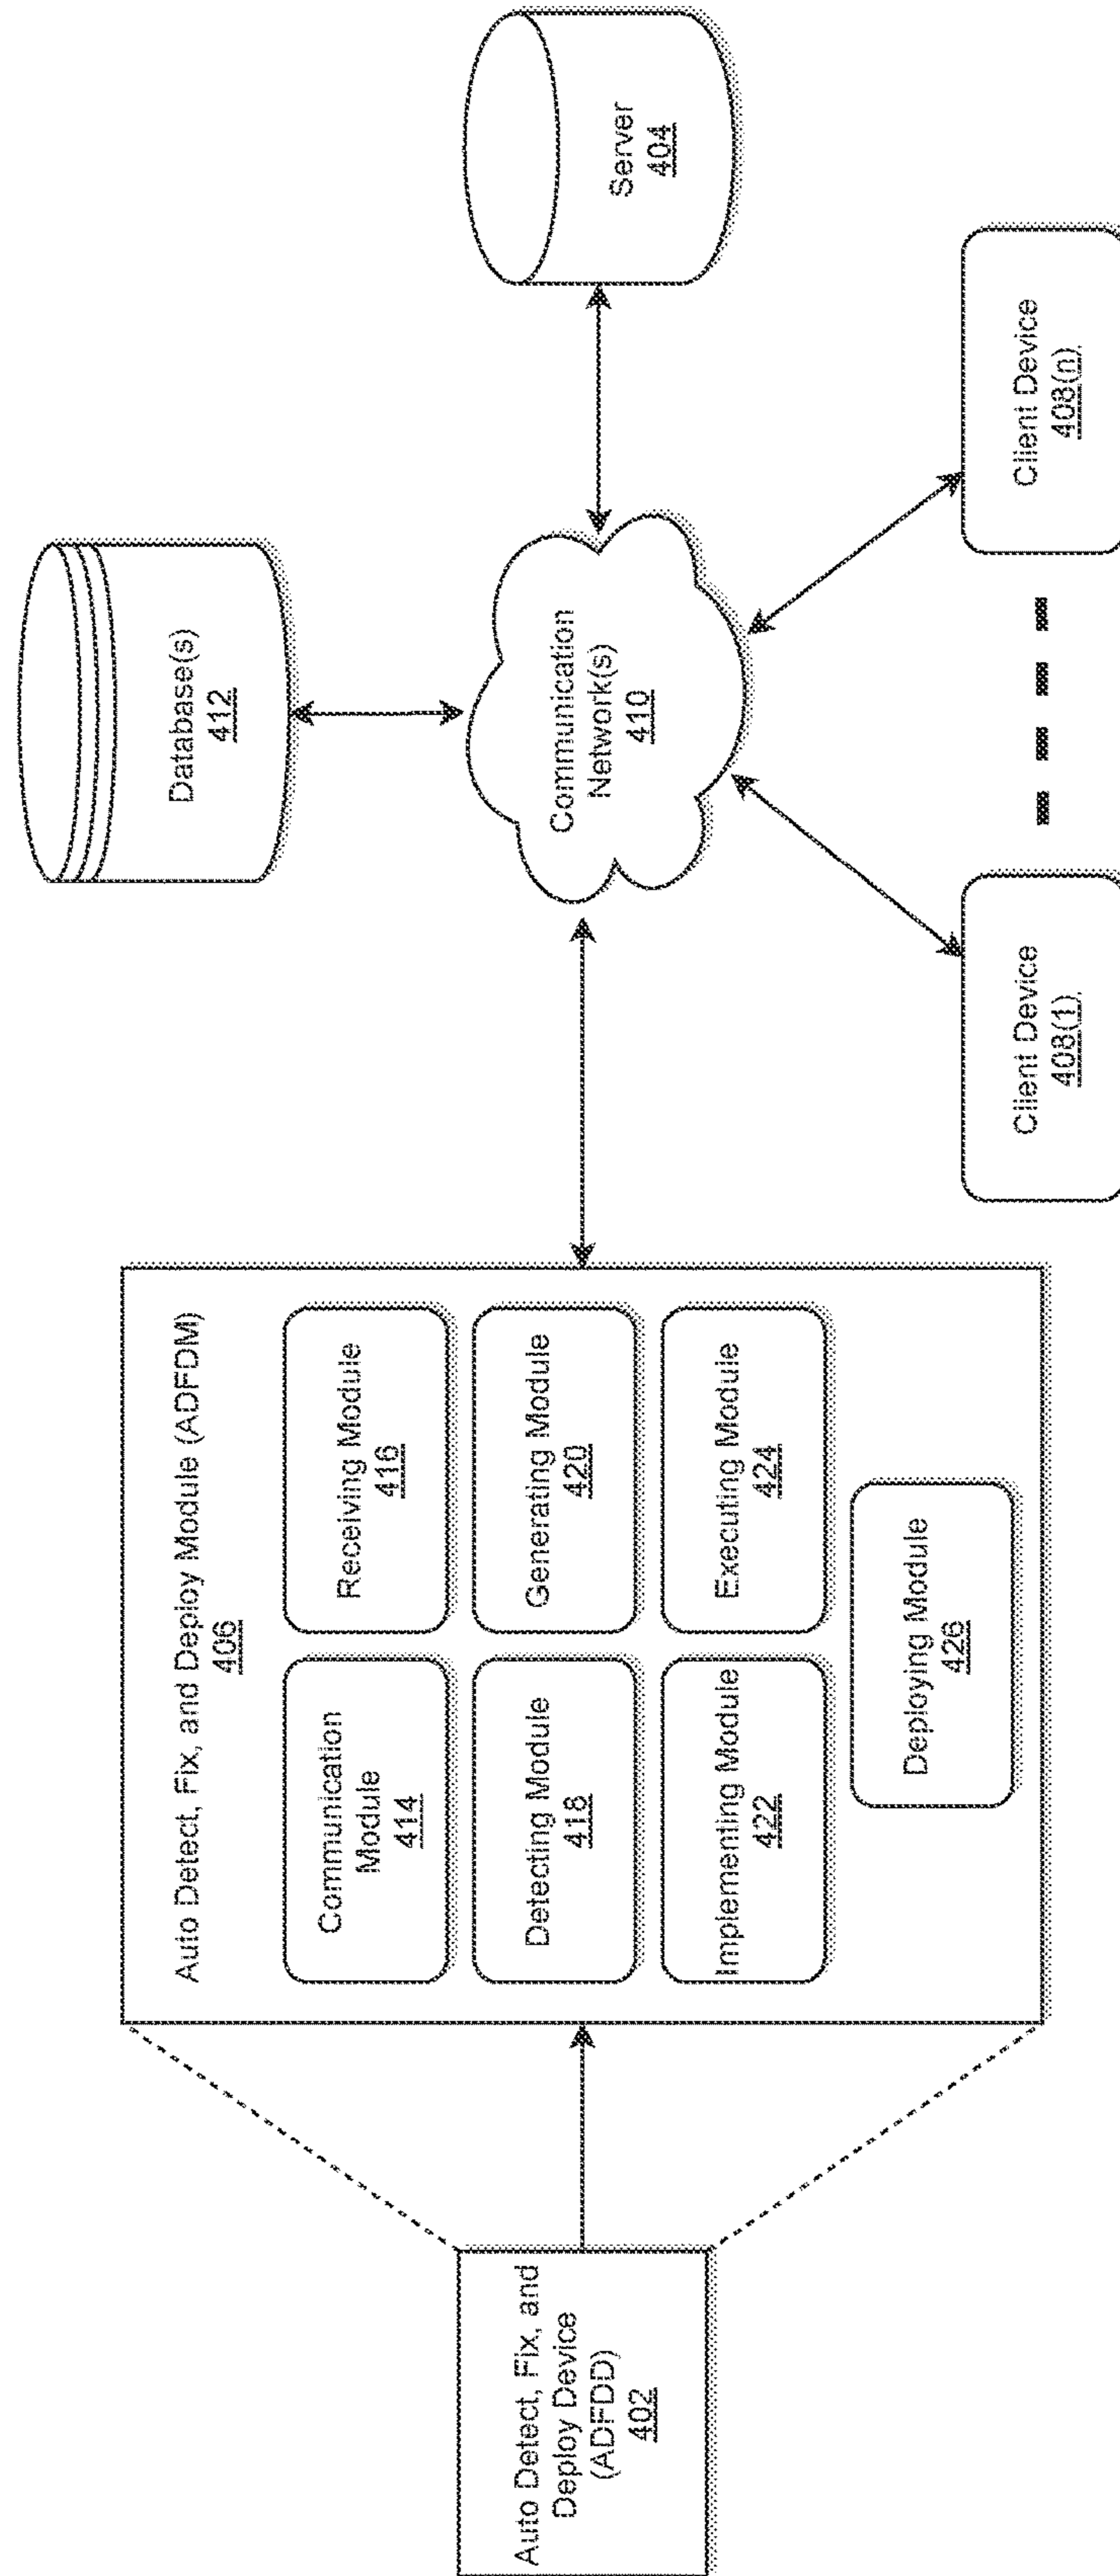 Auto Detect, Fix, and
Deploy Device
(ADFDD)
402
Auto Detect, Fix, and Deploy Module (ADFDM)
406
Communication
Module
414
Receiving Module
416
Detecting Module
418
Generating Module
420
Implementing Module
422
Executing Module
424
Deploying Module
426
Database(s)
412
Communication
Network(s)
410
Server
404
Client Device
408(1)
Client Device
408(n)